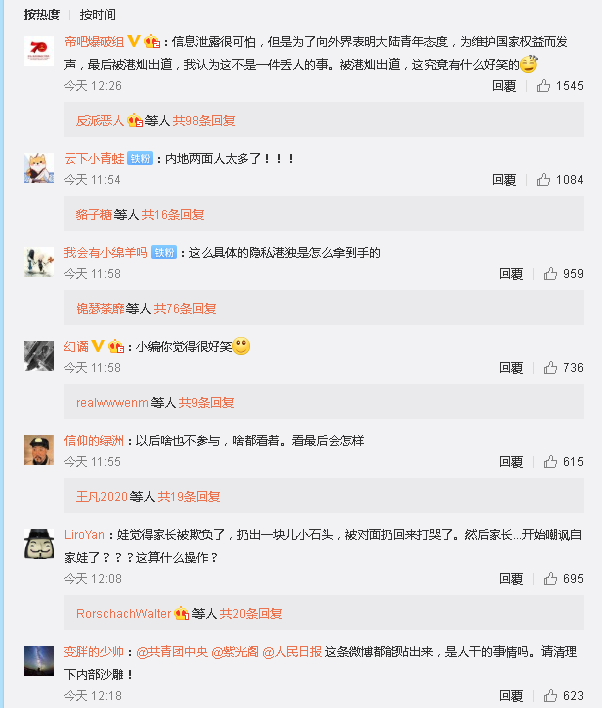 按热度 | 按时间
帝吧爆破组：信息泄露很可怕，但是为了向外界表明大陆青年态度，为维护国家权益而发
声，最后被港灿出道，我认为这不是一件丢人的事。被港灿出道，这究竟有什么好笑的
今天 12:26 回覆 1545
反派恶人 等人 共98条回复
云下小青蛙 铁粉：内地两面人太多了！！！
今天 11:54 回覆 1084
貉子糖 等人 共16条回复
我会有小绵羊吗 铁粉：这么具体的隐私港独是怎么拿到手的
今天 11:58 回覆 959
锦瑟荼靡 等人 共76条回复
幻谲：小编你觉得很好笑
今天 11:58 回覆 736
realwwwenm 等人 共9条回复
信仰的绿洲：以后啥也不参与，啥都看着。看最后会怎样
今天 11:55 回覆 615
王凡2020 等人 共19条回复
LiroYan：娃觉得家长被欺负了，扔出一块儿小石头，被对面扔回来打哭了。然后家长...开始嘲讽自
家娃了？？？这算什么操作？
今天 12:08 回覆 695
RorschachWalter 等人 共20条回复
变胖的少帅：@共青团中央 @紫光阁 @人民日报 这条微博都能贴出来，是人干的事情吗。请清理
下内部沙雕！
今天 12:18 回覆 623